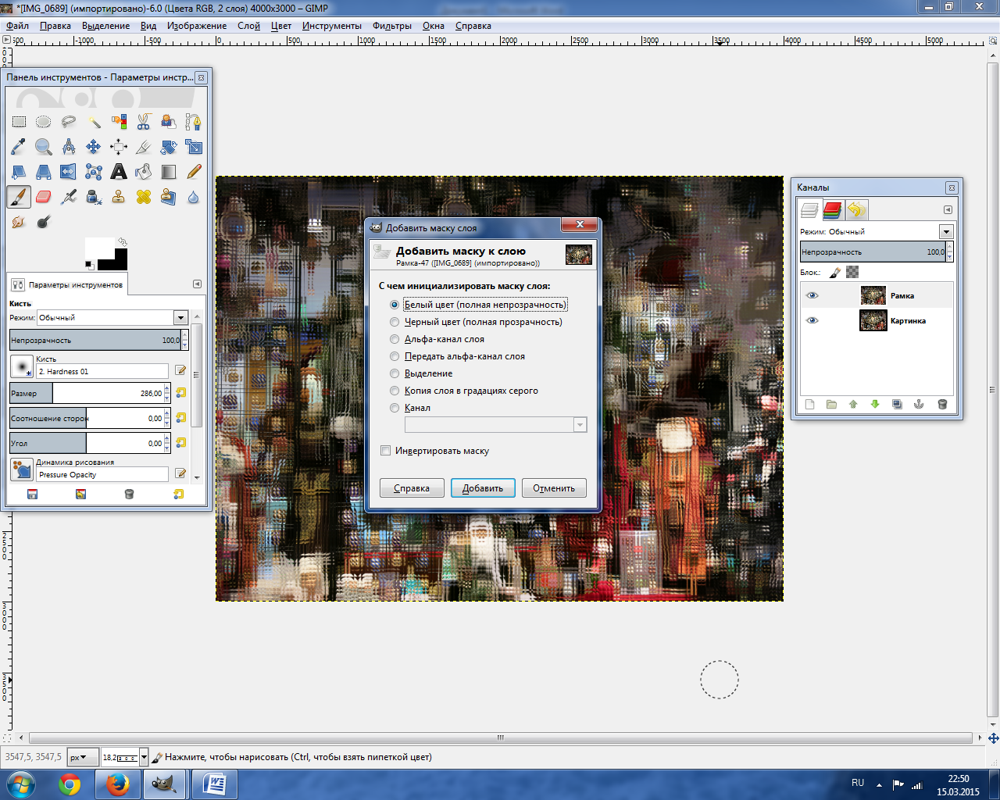 *[IMG_0689] (импортировано)-6.0 (Цвета RGB, 2 слоя) 4000x3000 – GIMP
Файл Правка Выделение Вид Изображение Слой Цвет Инструменты Фильтры Окна Справка
-1000 -500 0 500 1000 1500 2000 2500 3000 3500 4000 4500 5000
Панель инструментов - Параметры инстр...
Параметры инструментов
Кисть
Режим: Обычный
Непрозрачность 100,0
Кисть
2. Hardness 01
Размер 286,00
Соотношение сторон 0,00
Угол 0,00
Динамика рисования
Pressure Opacity
Добавить маску слоя
Добавить маску к слою
Рамка-47 ([IMG_0689] (импортировано))
С чем инициализировать маску слоя:
Белый цвет (полная непрозрачность)
Черный цвет (полная прозрачность)
Альфа-канал слоя
Передать альфа-канал слоя
Выделение
Копия слоя в градациях серого
Канал
Инвертировать маску
Справка Добавить Отменить
Каналы
Режим: Обычный
Непрозрачность 100,0
Блок.:
Рамка
Картинка
2500
3000
3500
3547,5, 3547,5 px 18,2 Нажмите, чтобы нарисовать (Ctrl, чтобы взять пипеткой цвет)
RU 22:50
15.03.2015